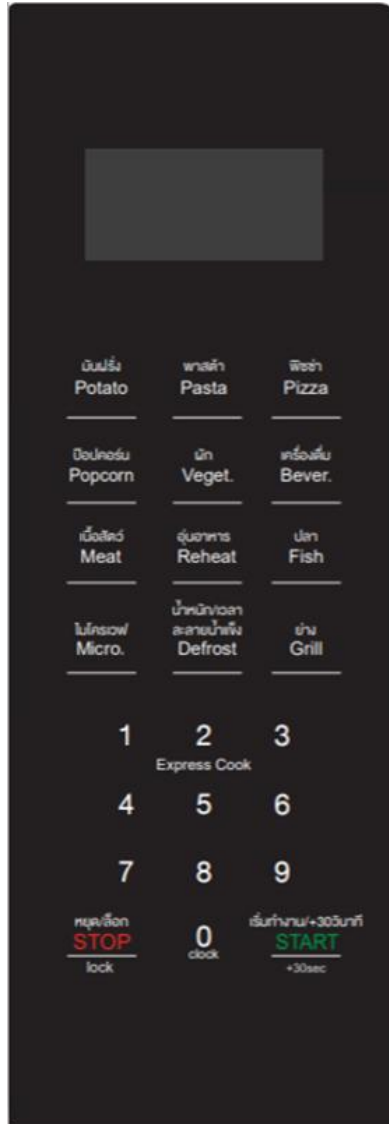 มันฝรั่ง พาสต้า พิซซ่า
Potato Pasta Pizza
ป๊อปคอร์น ผัก เครื่องดื่ม
Popcorn Veget. Bever.
เนื้อสัตว์ อุ่นอาหาร ปลา
Meat Reheat Fish
น้ำหนัก/เวลา
ไมโครเวฟ ละลายน้ำแข็ง ย่าง
Micro. Defrost Grill
1 2 3
Express Cook
4 5 6
7 8 9
หยุด/ล็อก เริ่มทำงาน/+30วินาที
STOP 0 START
lock clock +30sec